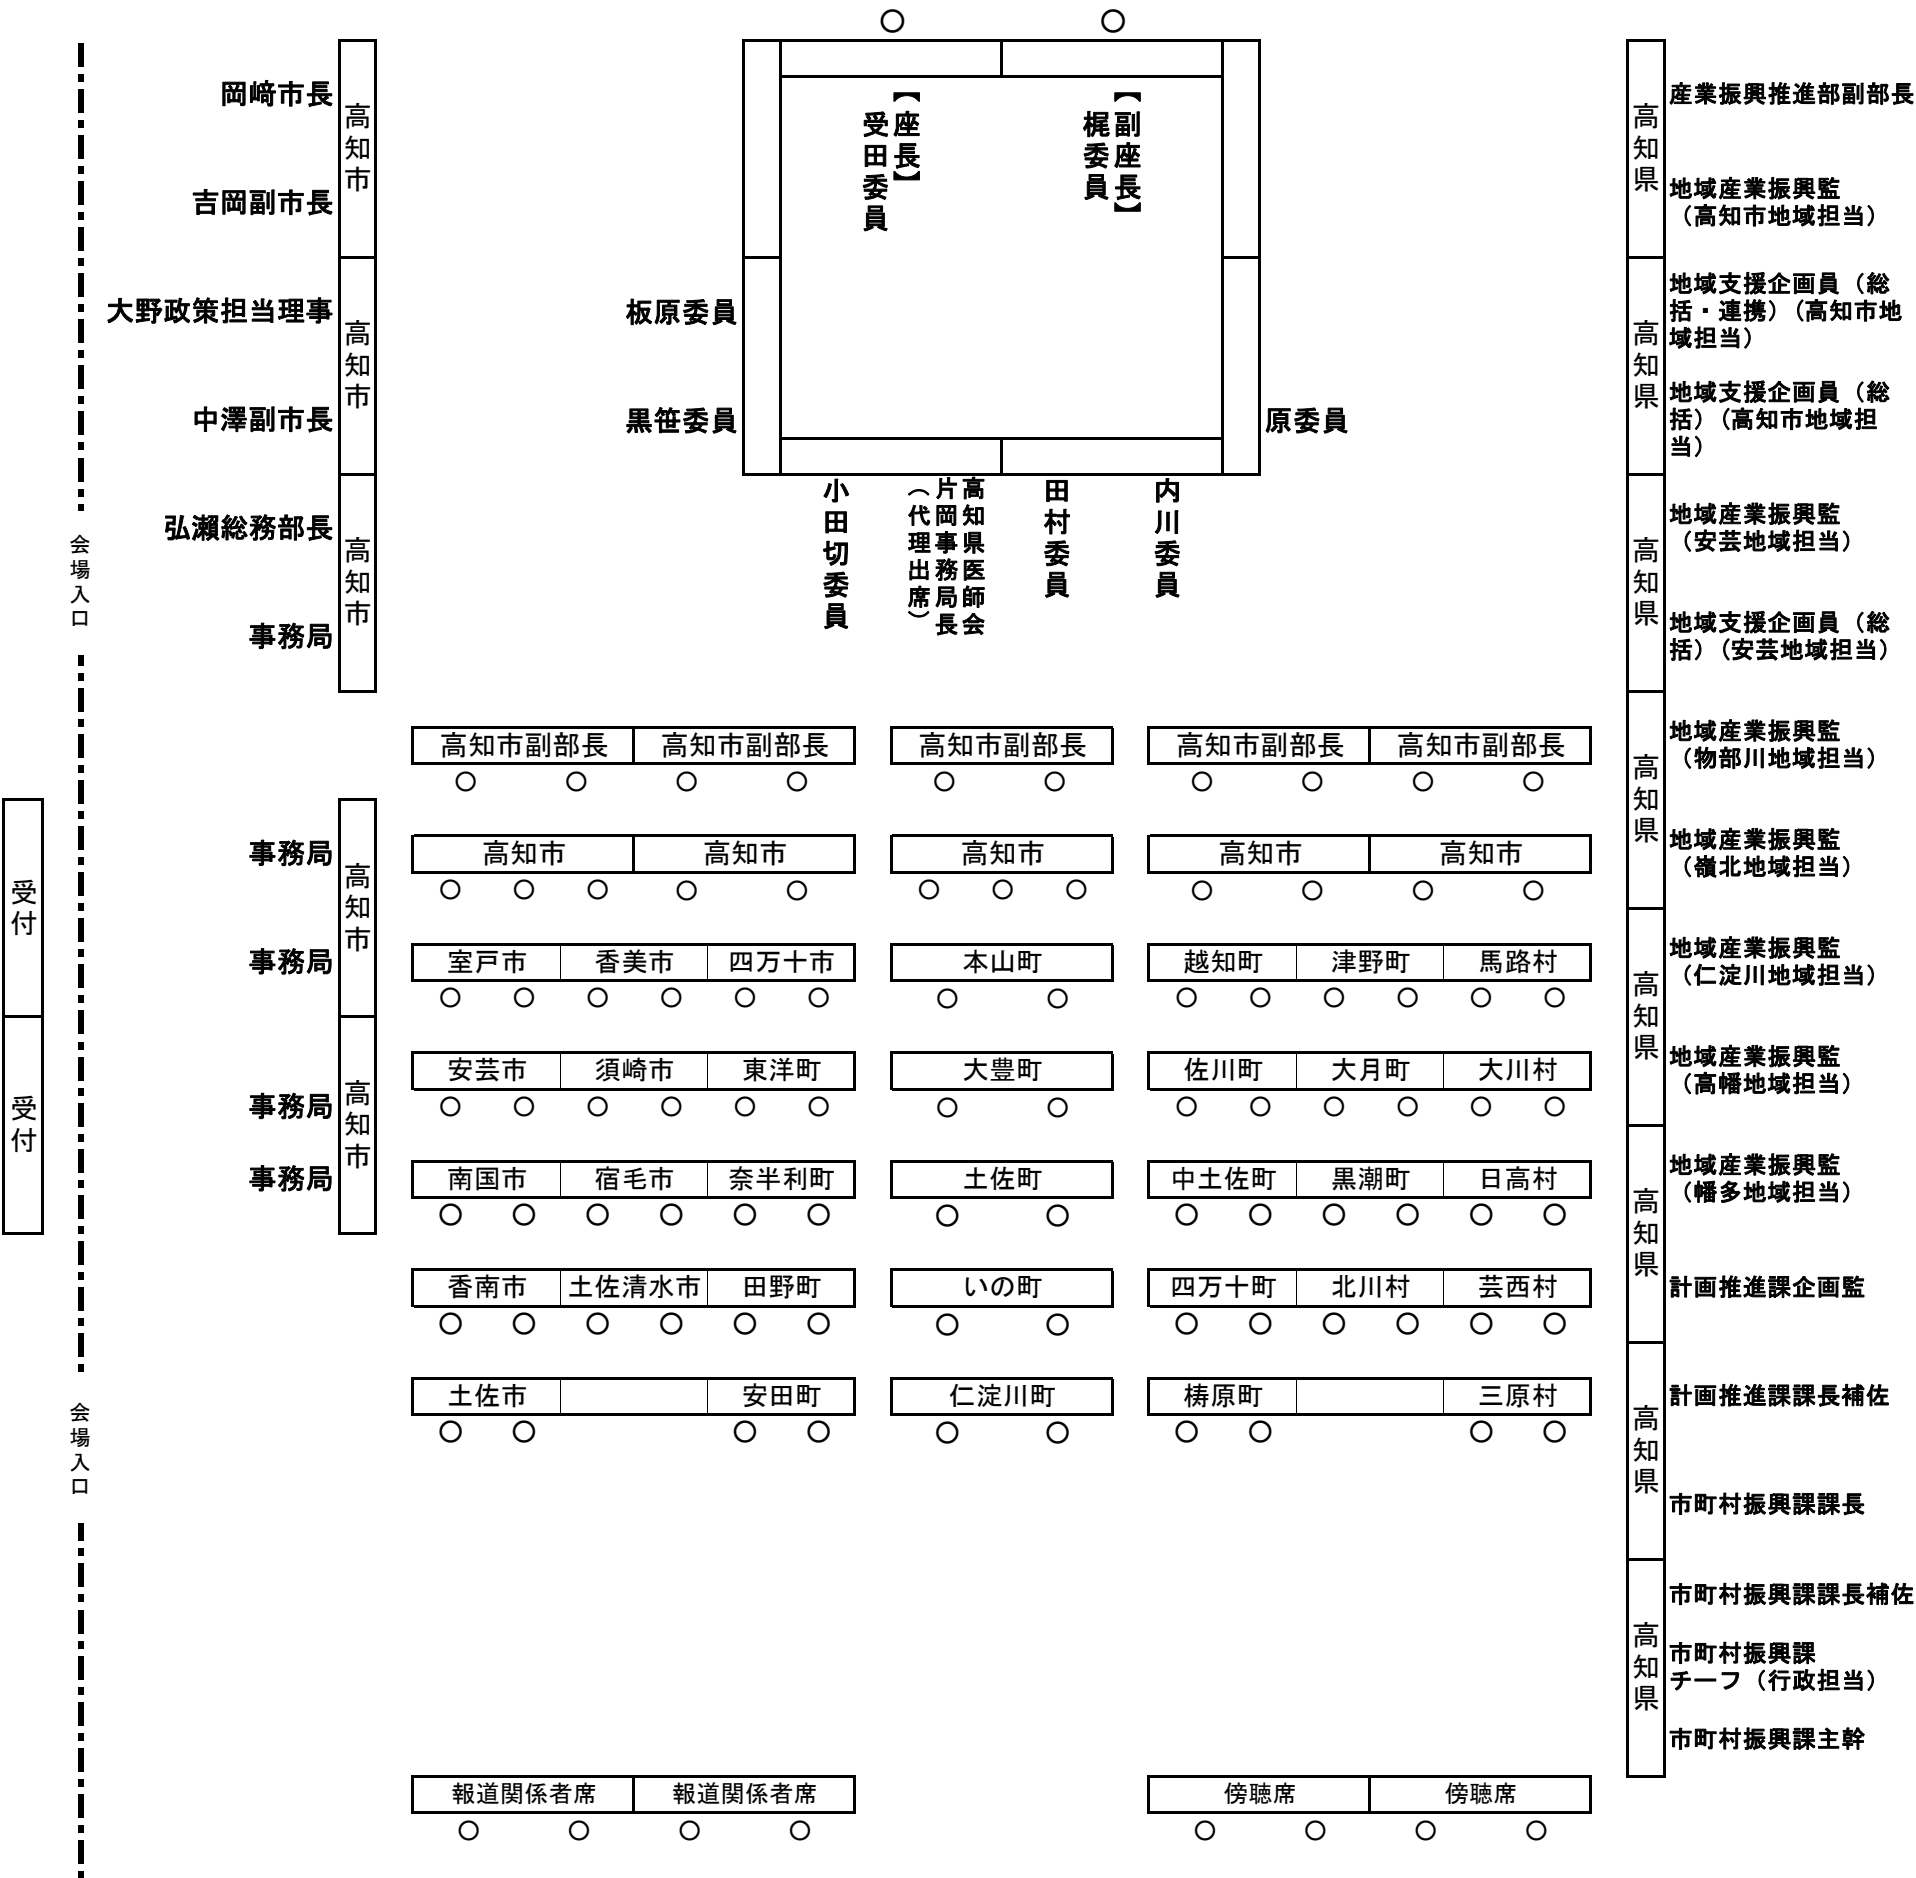 ○ ○
【座長】
受田委員
【副座長】
梶委員
板原委員
黒笹委員
原委員
小田切委員
高知県医師会
片岡事務局長
（代理出席）
田村委員
内川委員
岡﨑市長
吉岡副市長
高知市
大野政策担当理事
中澤副市長
高知市
弘瀬総務部長
事務局
高知市
会場入口
受付
受付
事務局
事務局
高知市
事務局
事務局
高知市
会場入口
高知市副部長 高知市副部長 高知市副部長 高知市副部長 高知市副部長
○ ○ ○ ○ ○ ○ ○ ○ ○ ○
高知市 高知市 高知市 高知市 高知市
○ ○ ○ ○ ○ ○ ○ ○ ○ ○ ○ ○
室戸市 香美市 四万十市 本山町 越知町 津野町 馬路村
○ ○ ○ ○ ○ ○ ○ ○ ○ ○ ○ ○ ○ ○
安芸市 須崎市 東洋町 大豊町 佐川町 大月町 大川村
○ ○ ○ ○ ○ ○ ○ ○ ○ ○ ○ ○ ○ ○
南国市 宿毛市 奈半利町 土佐町 中土佐町 黒潮町 日高村
○ ○ ○ ○ ○ ○ ○ ○ ○ ○ ○ ○ ○ ○
香南市 土佐清水市 田野町 いの町 四万十町 北川村 芸西村
○ ○ ○ ○ ○ ○ ○ ○ ○ ○ ○ ○ ○ ○
土佐市 安田町 仁淀川町 梼原町 三原村
○ ○ ○ ○ ○ ○ ○ ○ ○ ○
報道関係者席 報道関係者席 傍聴席 傍聴席
○ ○ ○ ○ ○ ○ ○ ○
高知県
産業振興推進部副部長
地域産業振興監
（高知市地域担当）
高知県
地域支援企画員（総
括・連携）（高知市地
域担当）
地域支援企画員（総
括）（高知市地域担
当）
高知県
地域産業振興監
（安芸地域担当）
地域支援企画員（総
括）（安芸地域担当）
高知県
地域産業振興監
（物部川地域担当）
地域産業振興監
（嶺北地域担当）
高知県
地域産業振興監
（仁淀川地域担当）
地域産業振興監
（高幡地域担当）
高知県
地域産業振興監
（幡多地域担当）
計画推進課企画監
高知県
計画推進課課長補佐
市町村振興課課長
高知県
市町村振興課課長補佐
市町村振興課
チーフ（行政担当）
市町村振興課主幹